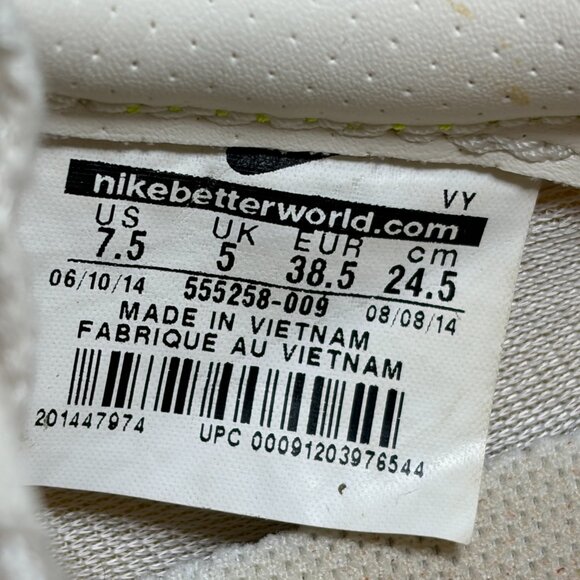 VY
nikebetterworld.com
US UK EUR cm
7.5 5 38.5 24.5
06/10/14 555258-009 08/08/14
MADE IN VIETNAM
FABRIQUE AU VIETNAM
201447974 UPC 00091203976544